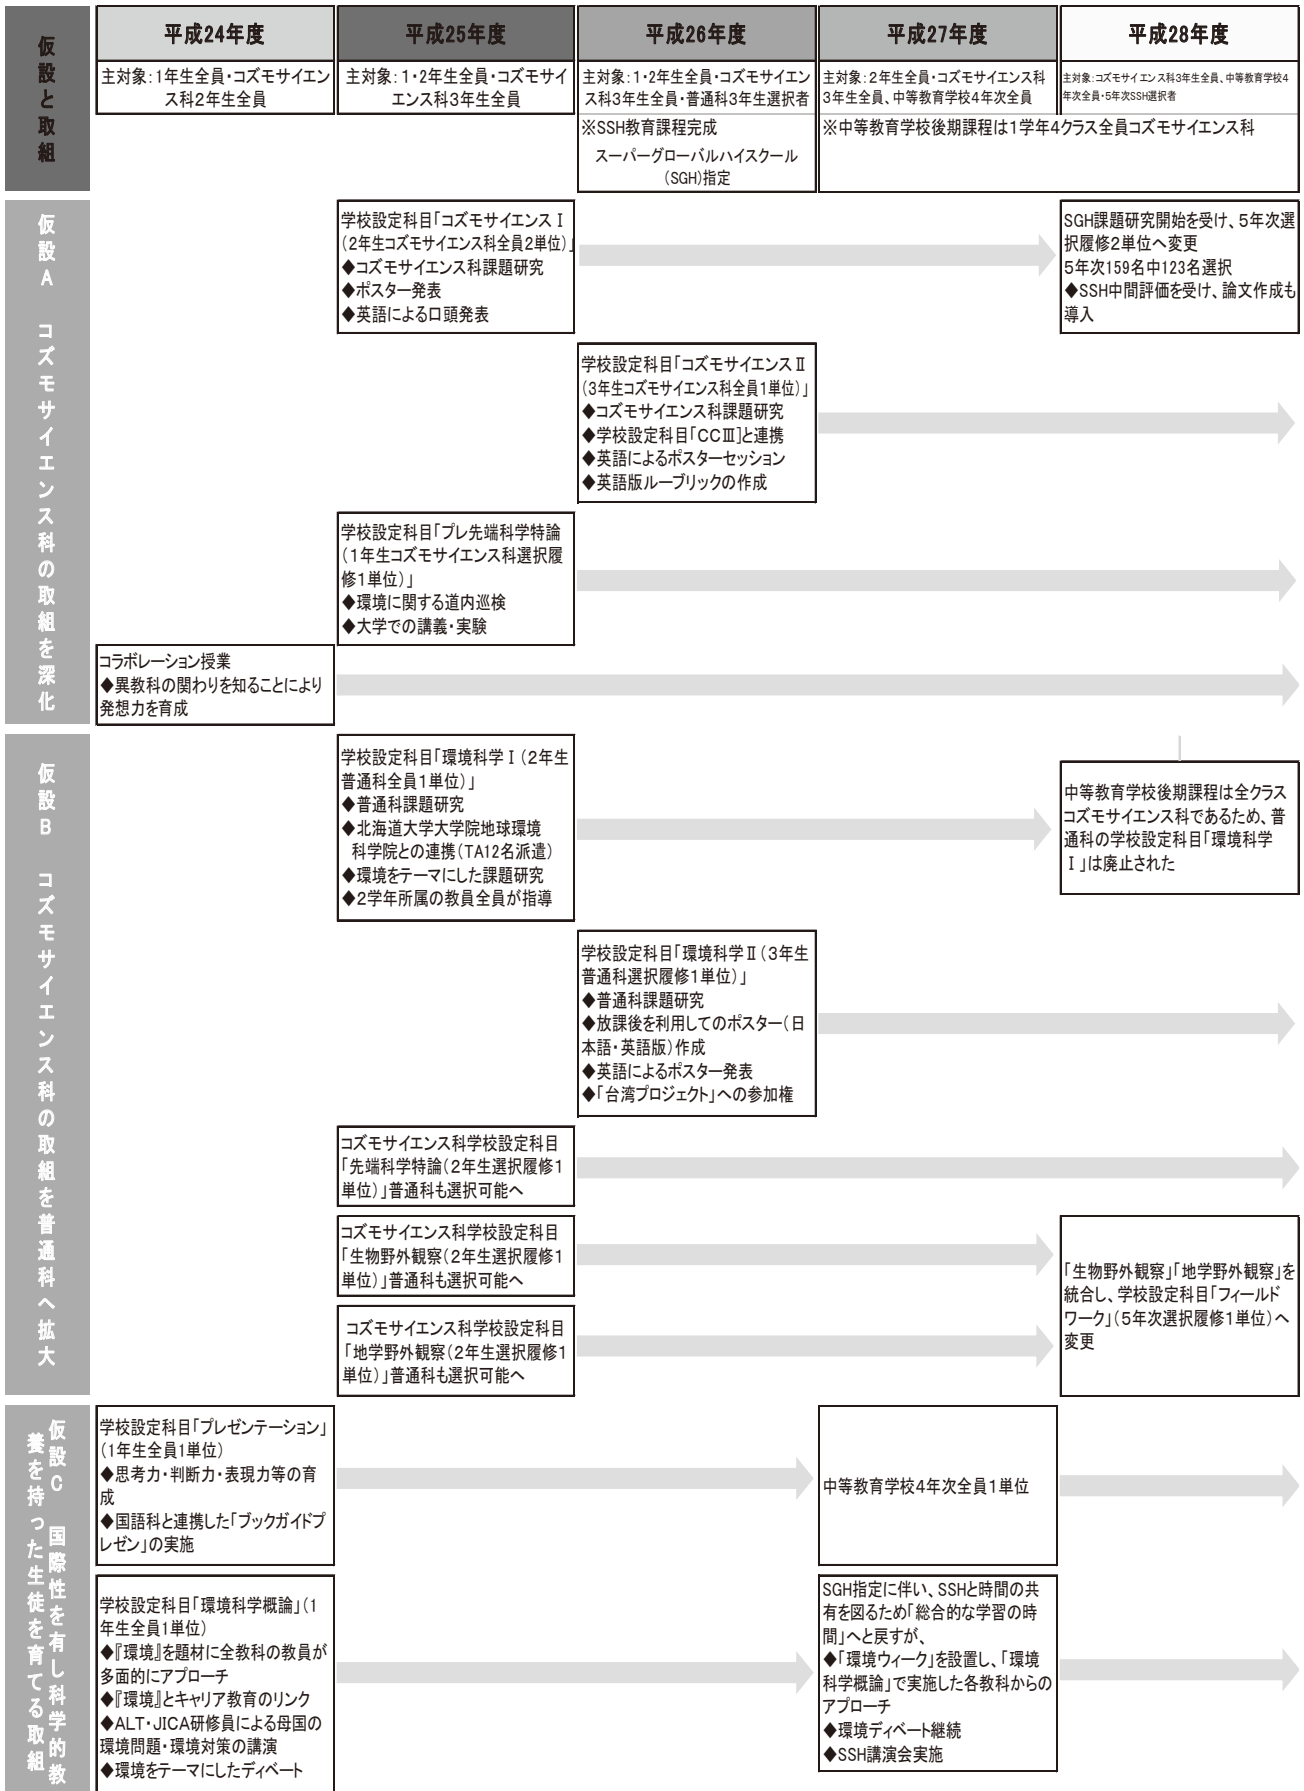 仮設と取組
平成24年度
平成25年度
平成26年度
平成27年度
平成28年度
主対象:1年生全員・コズモサイエン
ス科2年生全員
主対象:1・2年生全員・コズモサイ
エンス科3年生全員
主対象:1・2年生全員・コズモサイエン
ス科3年生全員・普通科3年生選択者
主対象:2年生全員・コズモサイエンス科
3年生全員、中等教育学校4年次全員
主対象:コズモサイエンス科3年生全員、中等教育学校4
年次全員・5年次SSH選択者
※SSH教育課程完成
スーパーグローバルハイスクール
(SGH)指定
※中等教育学校後期課程は1学年4クラス全員コズモサイエンス科
仮設A　コズモサイエンス科の取組を深化
学校設定科目「コズモサイエンスⅠ
(2年生コズモサイエンス科全員2単位)」
◆コズモサイエンス科課題研究
◆ポスター発表
◆英語による口頭発表
SGH課題研究開始を受け、5年次選
択履修2単位へ変更
5年次159名中123名選択
◆SSH中間評価を受け、論文作成も
導入
学校設定科目「コズモサイエンスⅡ
(3年生コズモサイエンス科全員1単位)」
◆コズモサイエンス科課題研究
◆学校設定科目「CCⅢ]と連携
◆英語によるポスターセッション
◆英語版ルーブリックの作成
学校設定科目「プレ先端科学特論
(1年生コズモサイエンス科選択履
修1単位)」
◆環境に関する道内巡検
◆大学での講義・実験
コラボレーション授業
◆異教科の関わりを知ることにより
発想力を育成
仮設B　コズモサイエンス科の取組を普通科へ拡大
学校設定科目「環境科学Ⅰ(2年生
普通科全員1単位)」
◆普通科課題研究
◆北海道大学大学院地球環境
科学院との連携(TA12名派遣)
◆環境をテーマにした課題研究
◆2学年所属の教員全員が指導
中等教育学校後期課程は全クラス
コズモサイエンス科であるため、普
通科の学校設定科目「環境科学
Ⅰ」は廃止された
学校設定科目「環境科学Ⅱ(3年生
普通科選択履修1単位)」
◆普通科課題研究
◆放課後を利用してのポスター(日
本語・英語版)作成
◆英語によるポスター発表
◆「台湾プロジェクト」への参加権
コズモサイエンス科学校設定科目
「先端科学特論(2年生選択履修1
単位)」普通科も選択可能へ
コズモサイエンス科学校設定科目
「生物野外観察(2年生選択履修1
単位)」普通科も選択可能へ
コズモサイエンス科学校設定科目
「地学野外観察(2年生選択履修1
単位)」普通科も選択可能へ
「生物野外観察」「地学野外観察」を
統合し、学校設定科目「フィールド
ワーク」(5年次選択履修1単位)へ
変更
仮設C　国際性を有し科学的教
養を持った生徒を育てる取組
学校設定科目「プレゼンテーション」
(1年生全員1単位)
◆思考力・判断力・表現力等の育
成
◆国語科と連携した「ブックガイドプ
レゼン」の実施
中等教育学校4年次全員1単位
学校設定科目「環境科学概論」(1
年生全員1単位)
◆『環境』を題材に全教科の教員が
多面的にアプローチ
◆『環境』とキャリア教育のリンク
◆ALT・JICA研修員による母国の
環境問題・環境対策の講演
◆環境をテーマにしたディベート
SGH指定に伴い、SSHと時間の共
有を図るため「総合的な学習の時
間」へと戻すが、
◆「環境ウィーク」を設置し、「環境
科学概論」で実施した各教科からの
アプローチ
◆環境ディベート継続
◆SSH講演会実施